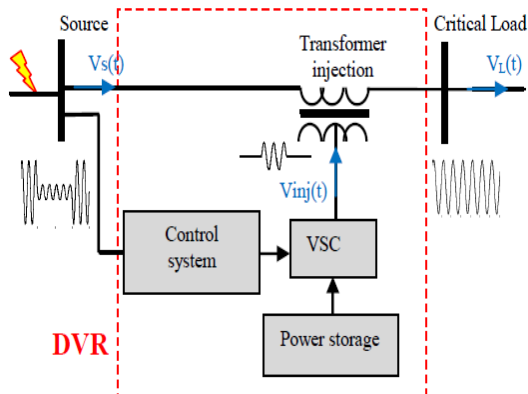 Source
Transformer
injection
Critical Load
Vs(t)
VL(t)
Vinj(t)
Control
system
VSC
DVR
Power storage